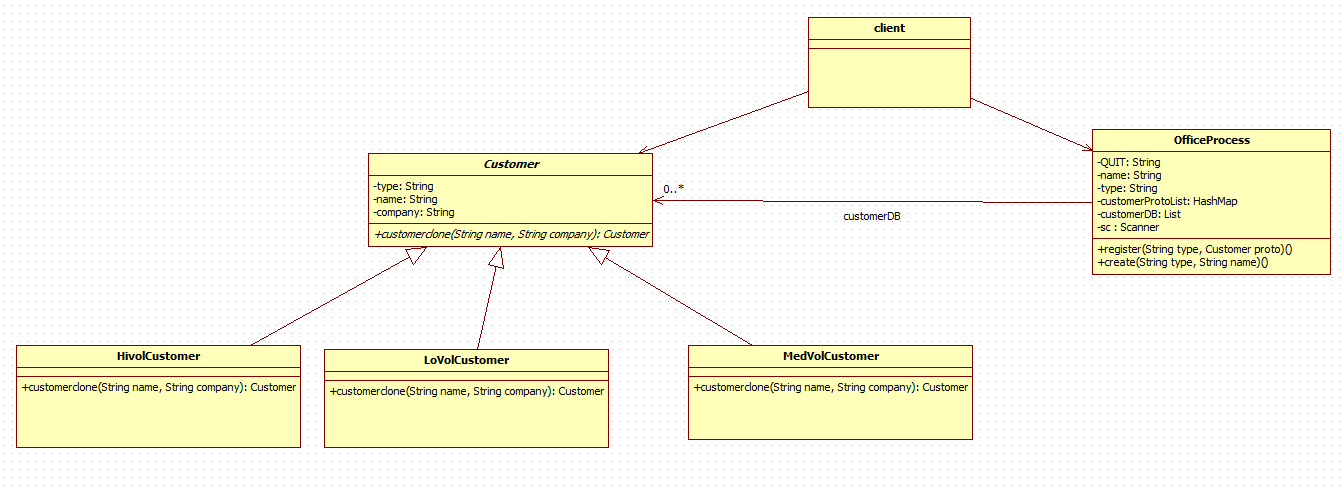 client
OfficeProcess
-QUIT: String
-name: String
-type: String
-customerProtoList: HashMap
-customerDB: List
-sc : Scanner
+register(String type, Customer proto)()
+create(String type, String name)()
Customer
-type: String
-name: String
-company: String
+customerclone(String name, String company): Customer
0..*
customerDB
HivolCustomer
+customerclone(String name, String company): Customer
LoVolCustomer
+customerclone(String name, String company): Customer
MedVolCustomer
+customerclone(String name, String company): Customer